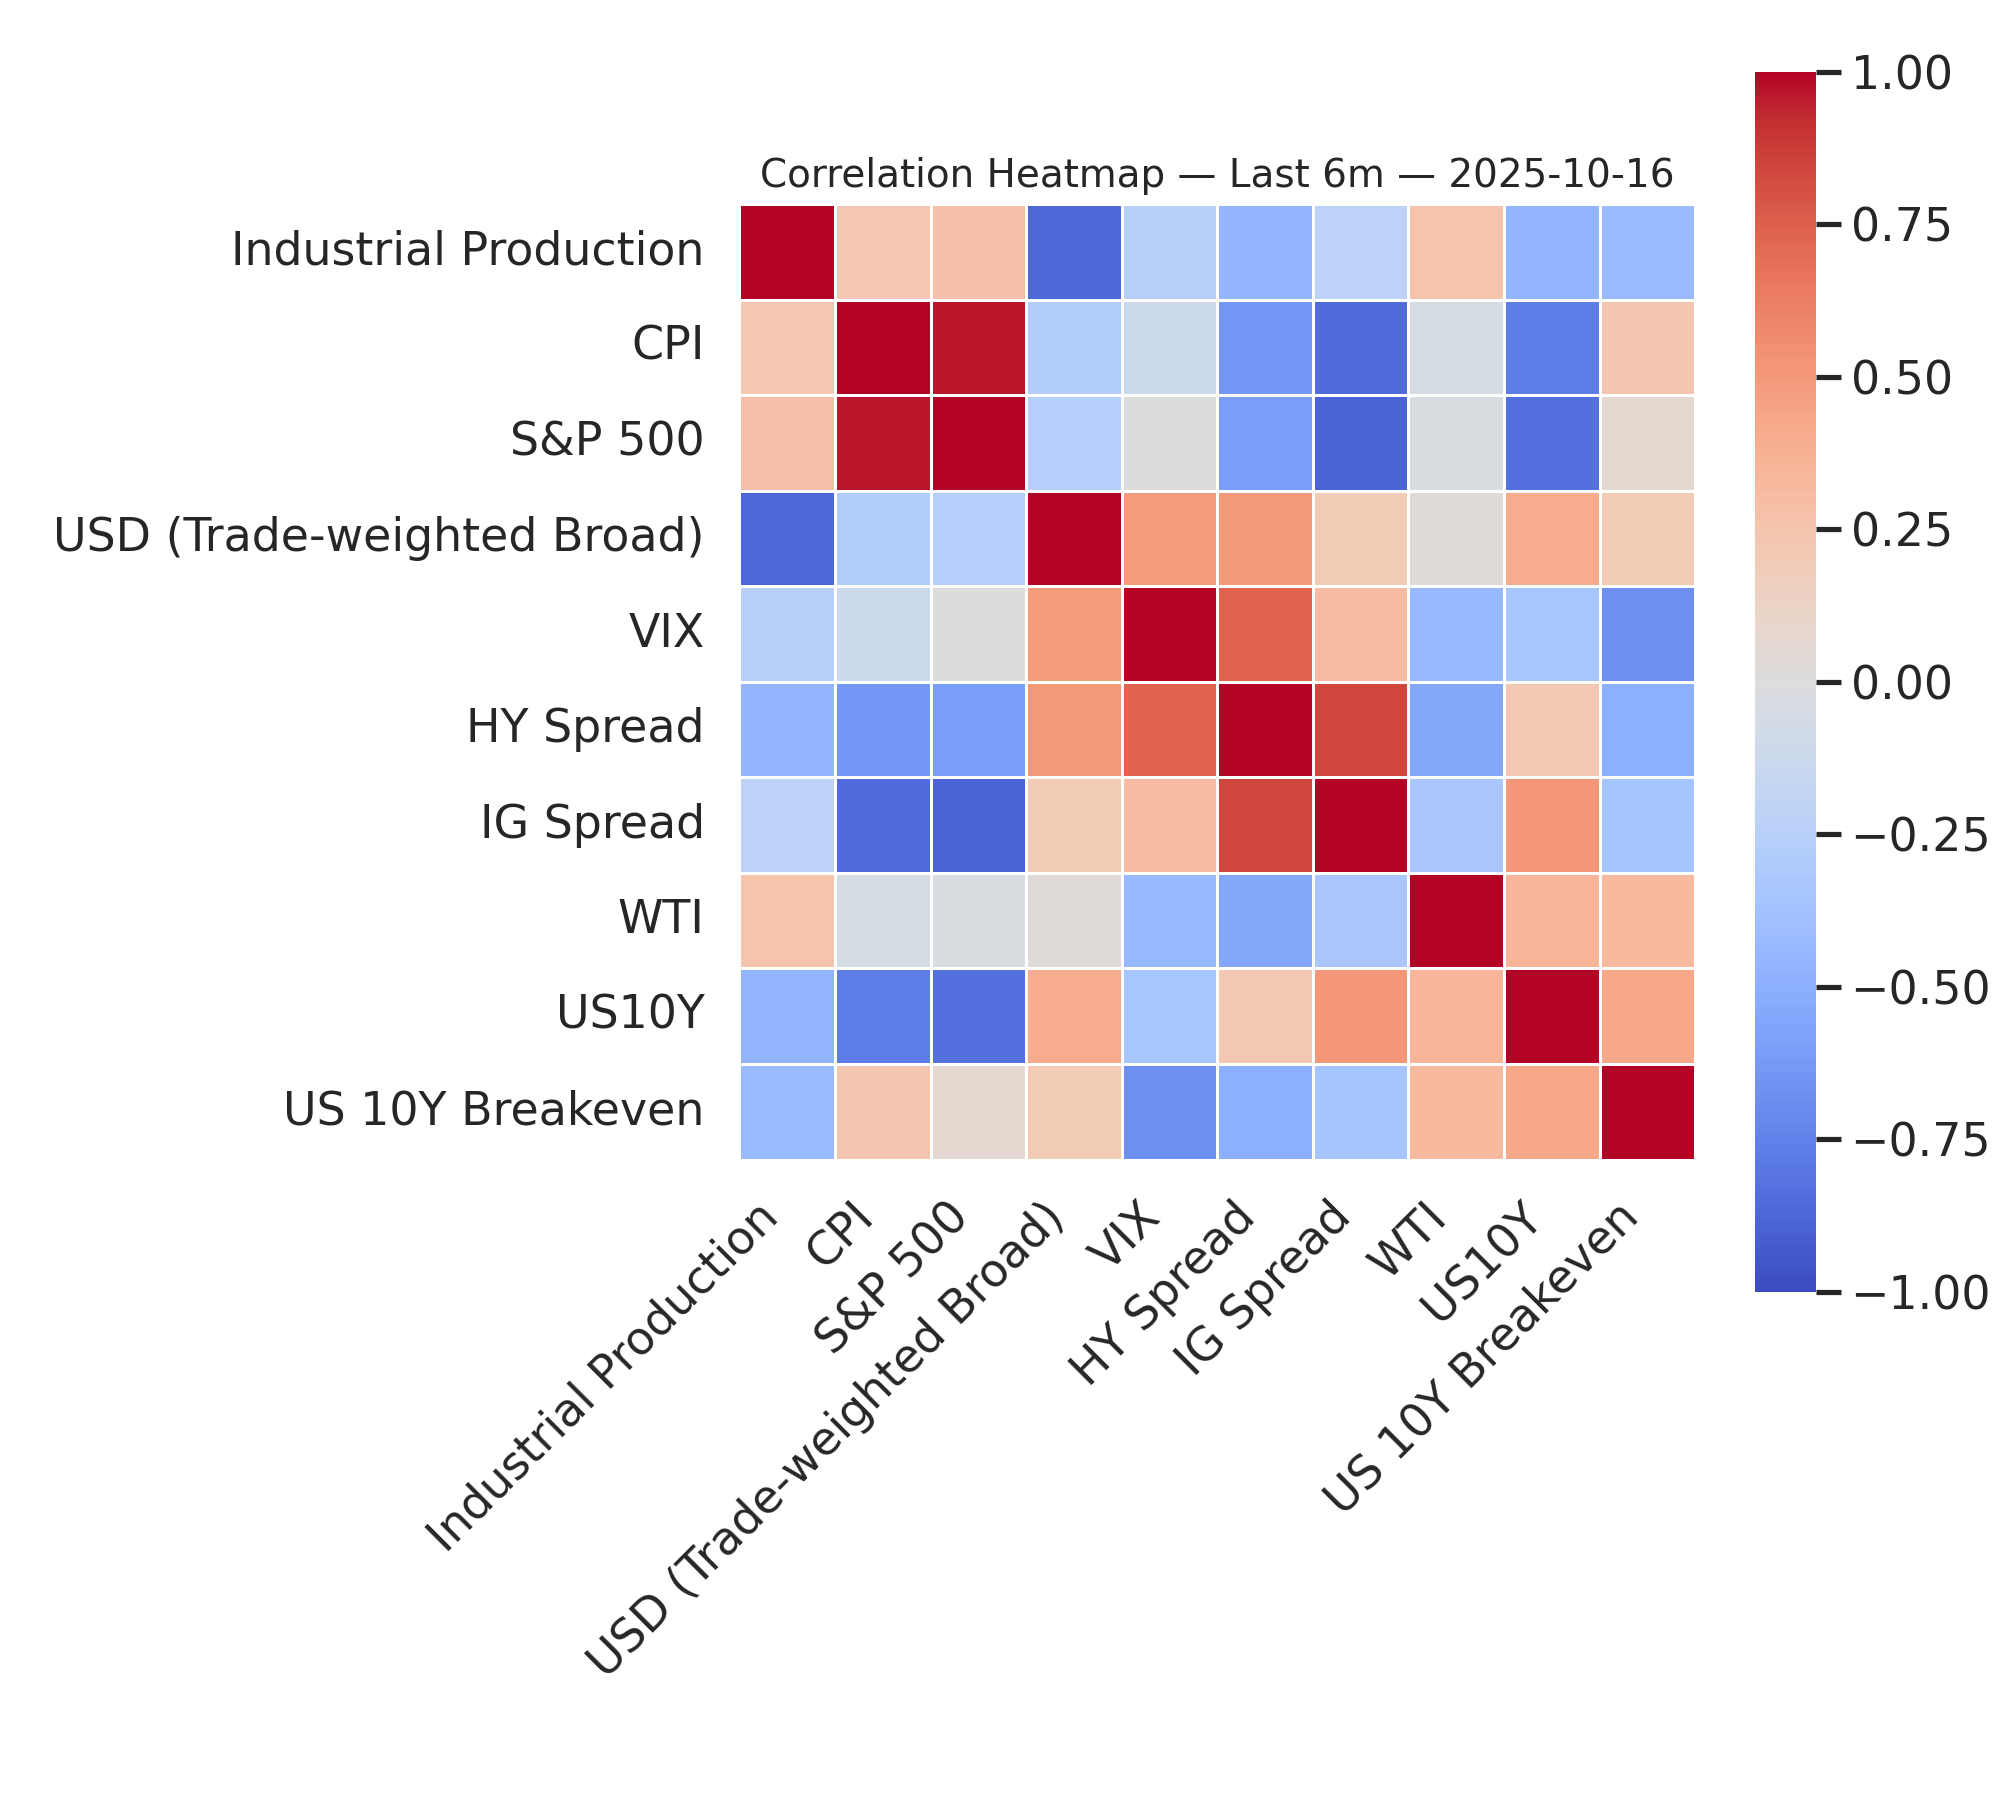 Correlation Heatmap — Last 6m — 2025-10-16
Industrial Production
CPI
S&P 500
USD (Trade-weighted Broad)
VIX
HY Spread
IG Spread
WTI
US10Y
US 10Y Breakeven
Industrial Production
CPI
S&P 500
USD (Trade-weighted Broad)
VIX
HY Spread
IG Spread
WTI
US10Y
US 10Y Breakeven
1.00
0.75
0.50
0.25
0.00
−0.25
−0.50
−0.75
−1.00